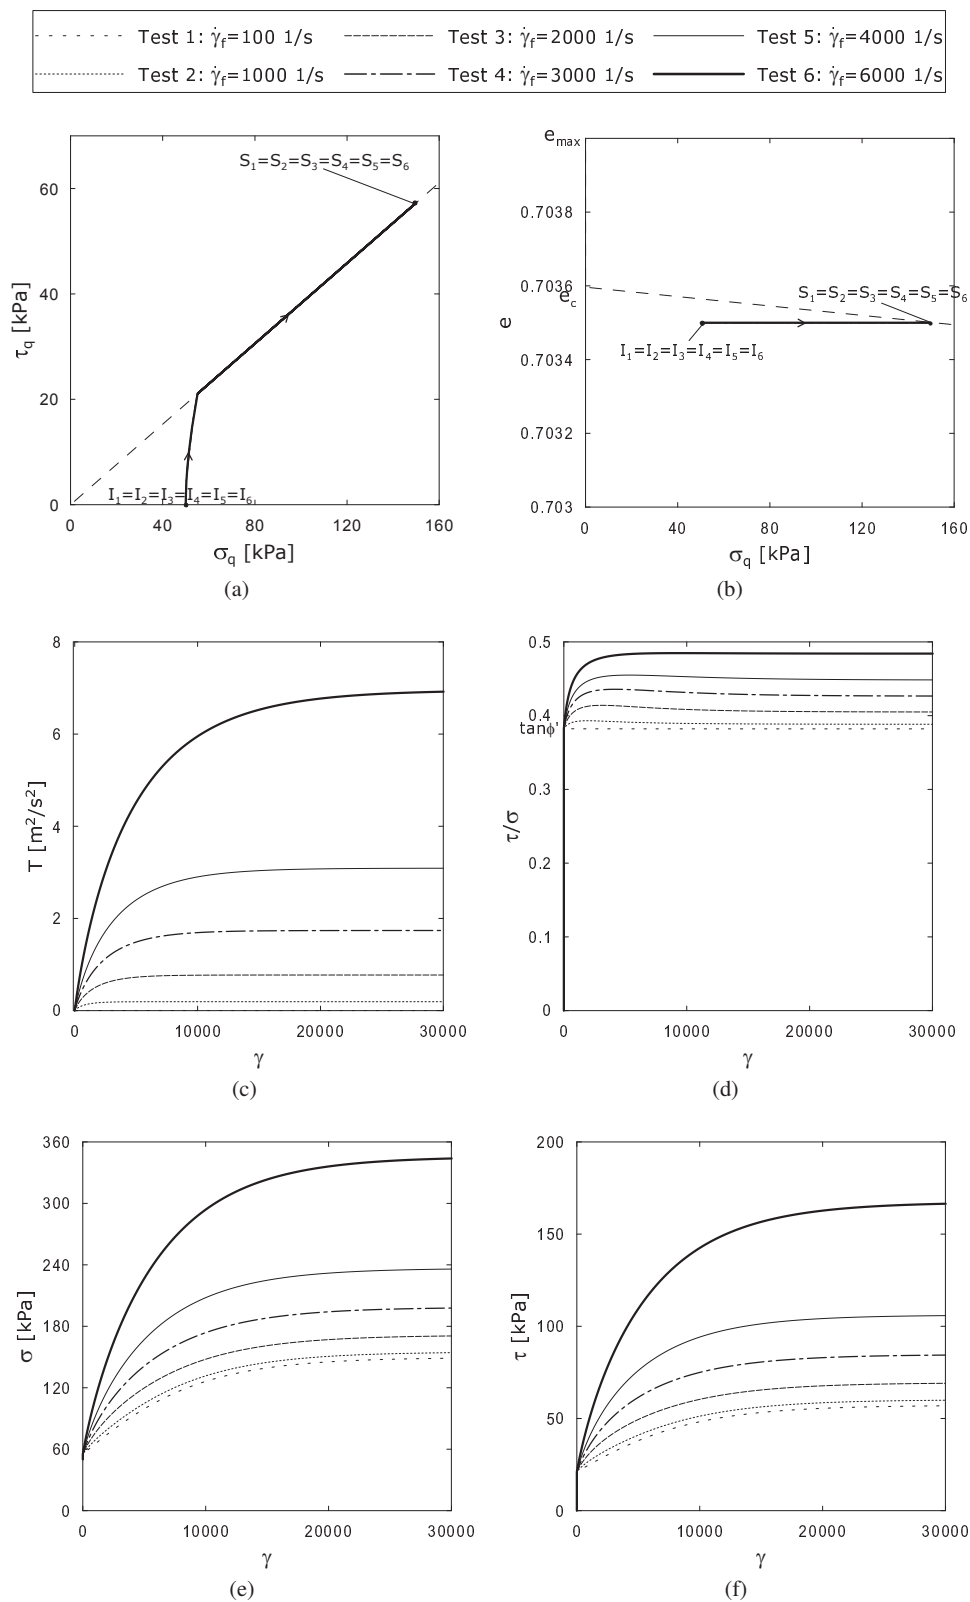 Test 1: γ̇f=100 1/s Test 3: γ̇f=2000 1/s Test 5: γ̇f=4000 1/s
Test 2: γ̇f=1000 1/s Test 4: γ̇f=3000 1/s Test 6: γ̇f=6000 1/s
S1=S2=S3=S4=S5=S6
60
40
20
0
τq [kPa]
I1=I2=I3=I4=I5=I6
0 40 80 120 160
σq [kPa]
(a)
emax
0.7038
0.7036
ec
0.7034
0.7032
0.703
e
S1=S2=S3=S4=S5=S6
I1=I2=I3=I4=I5=I6
0 40 80 120 160
σq [kPa]
(b)
8
6
4
2
0
T [m²/s²]
0 10000 20000 30000
γ
(c)
0.5
0.4
tanϕ'
0.3
0.2
0.1
0
τ/σ
0 10000 20000 30000
γ
(d)
360
300
240
180
120
60
0
σ [kPa]
0 10000 20000 30000
γ
(e)
200
150
100
50
0
τ [kPa]
0 10000 20000 30000
γ
(f)